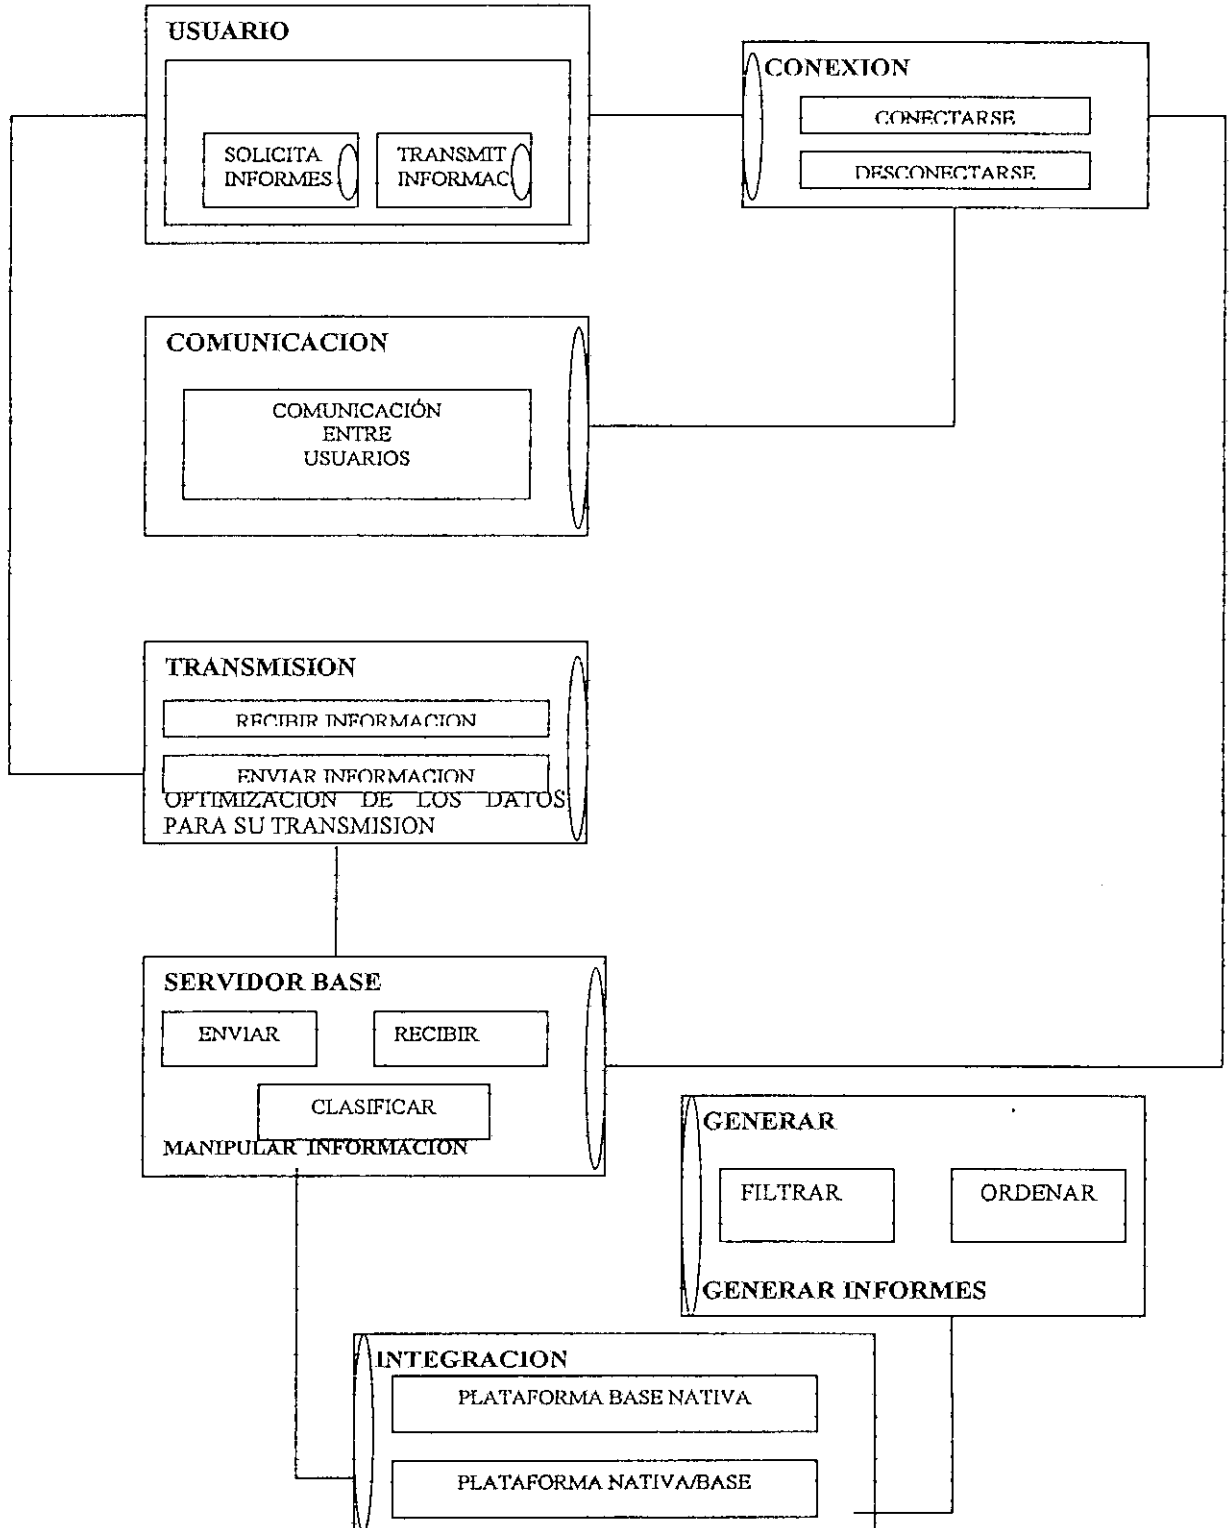 USUARIO
SOLICITA
INFORMES
TRANSMIT
INFORMAC
CONEXION
CONECTARSE
DESCONECTARSE
COMUNICACION
COMUNICACIÓN
ENTRE
USUARIOS
TRANSMISION
RECIBIR INFORMACION
ENVIAR INFORMACION
OPTIMIZACION DE LOS DATOS
PARA SU TRANSMISION
SERVIDOR BASE
ENVIAR
RECIBIR
CLASIFICAR
MANIPULAR INFORMACION
GENERAR
FILTRAR
ORDENAR
GENERAR INFORMES
INTEGRACION
PLATAFORMA BASE NATIVA
PLATAFORMA NATIVA/BASE